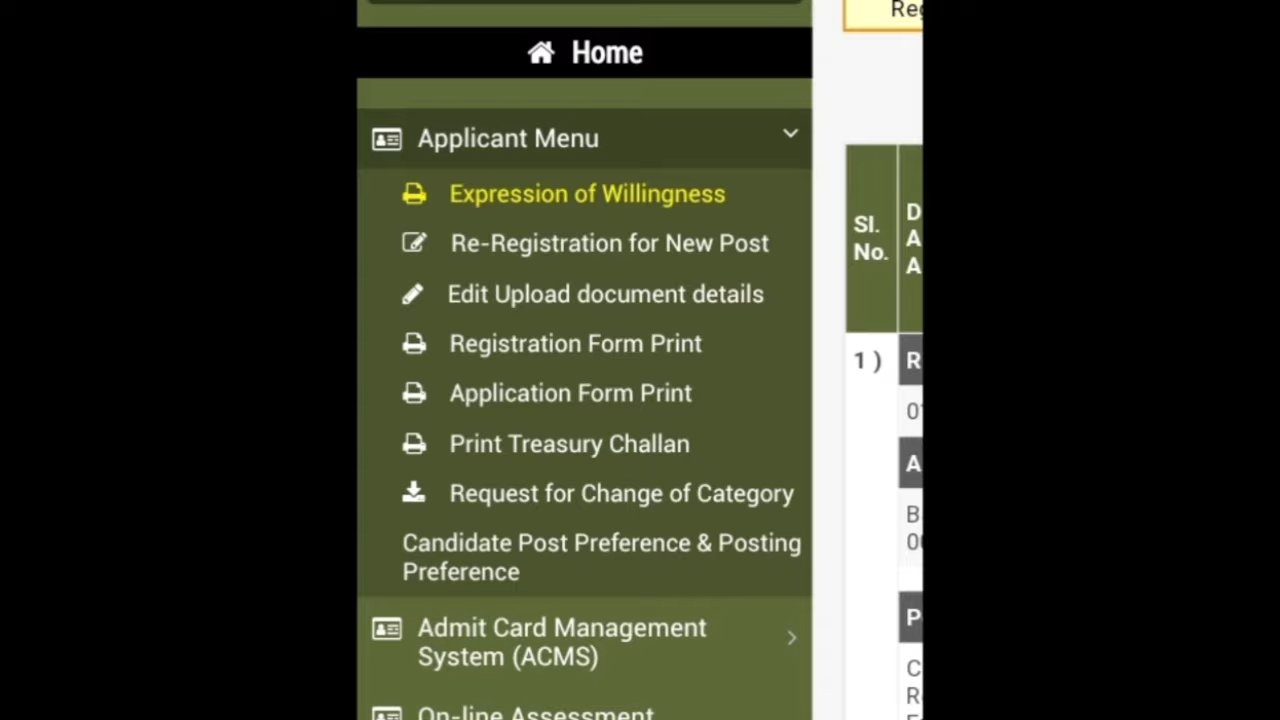 Home
Applicant Menu
Expression of Willingness
Re-Registration for New Post
Edit Upload document details
Registration Form Print
Application Form Print
Print Treasury Challan
Request for Change of Category
Candidate Post Preference & Posting
Preference
Admit Card Management
System (ACMS)
On-line Assessment
Reg
Sl.
No.
D
A
A
1 )
R
A
B
P
C
R